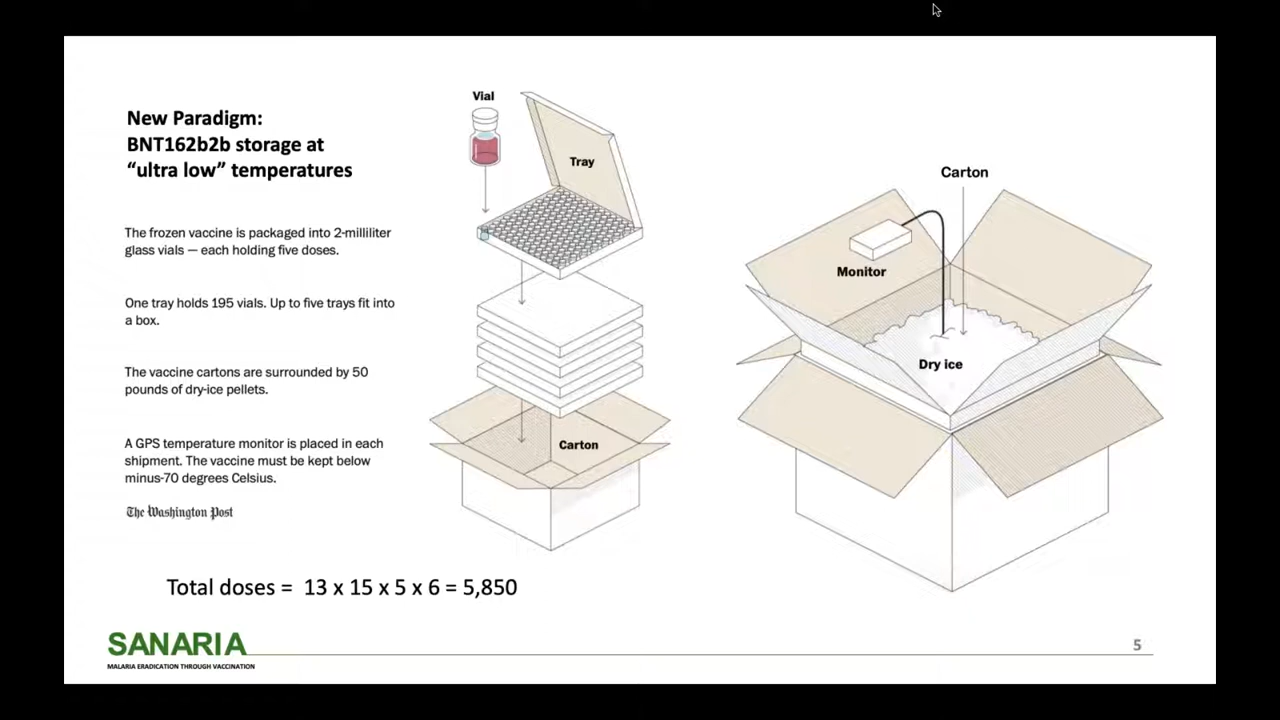 New Paradigm:
BNT162b2b storage at
“ultra low” temperatures
The frozen vaccine is packaged into 2-milliliter
glass vials — each holding five doses.
One tray holds 195 vials. Up to five trays fit into
a box.
The vaccine cartons are surrounded by 50
pounds of dry-ice pellets.
A GPS temperature monitor is placed in each
shipment. The vaccine must be kept below
minus-70 degrees Celsius.
The Washington Post
Vial
Tray
Carton
Carton
Monitor
Dry ice
Total doses = 13 x 15 x 5 x 6 = 5,850
SANARIA
MALARIA ERADICATION THROUGH VACCINATION
5